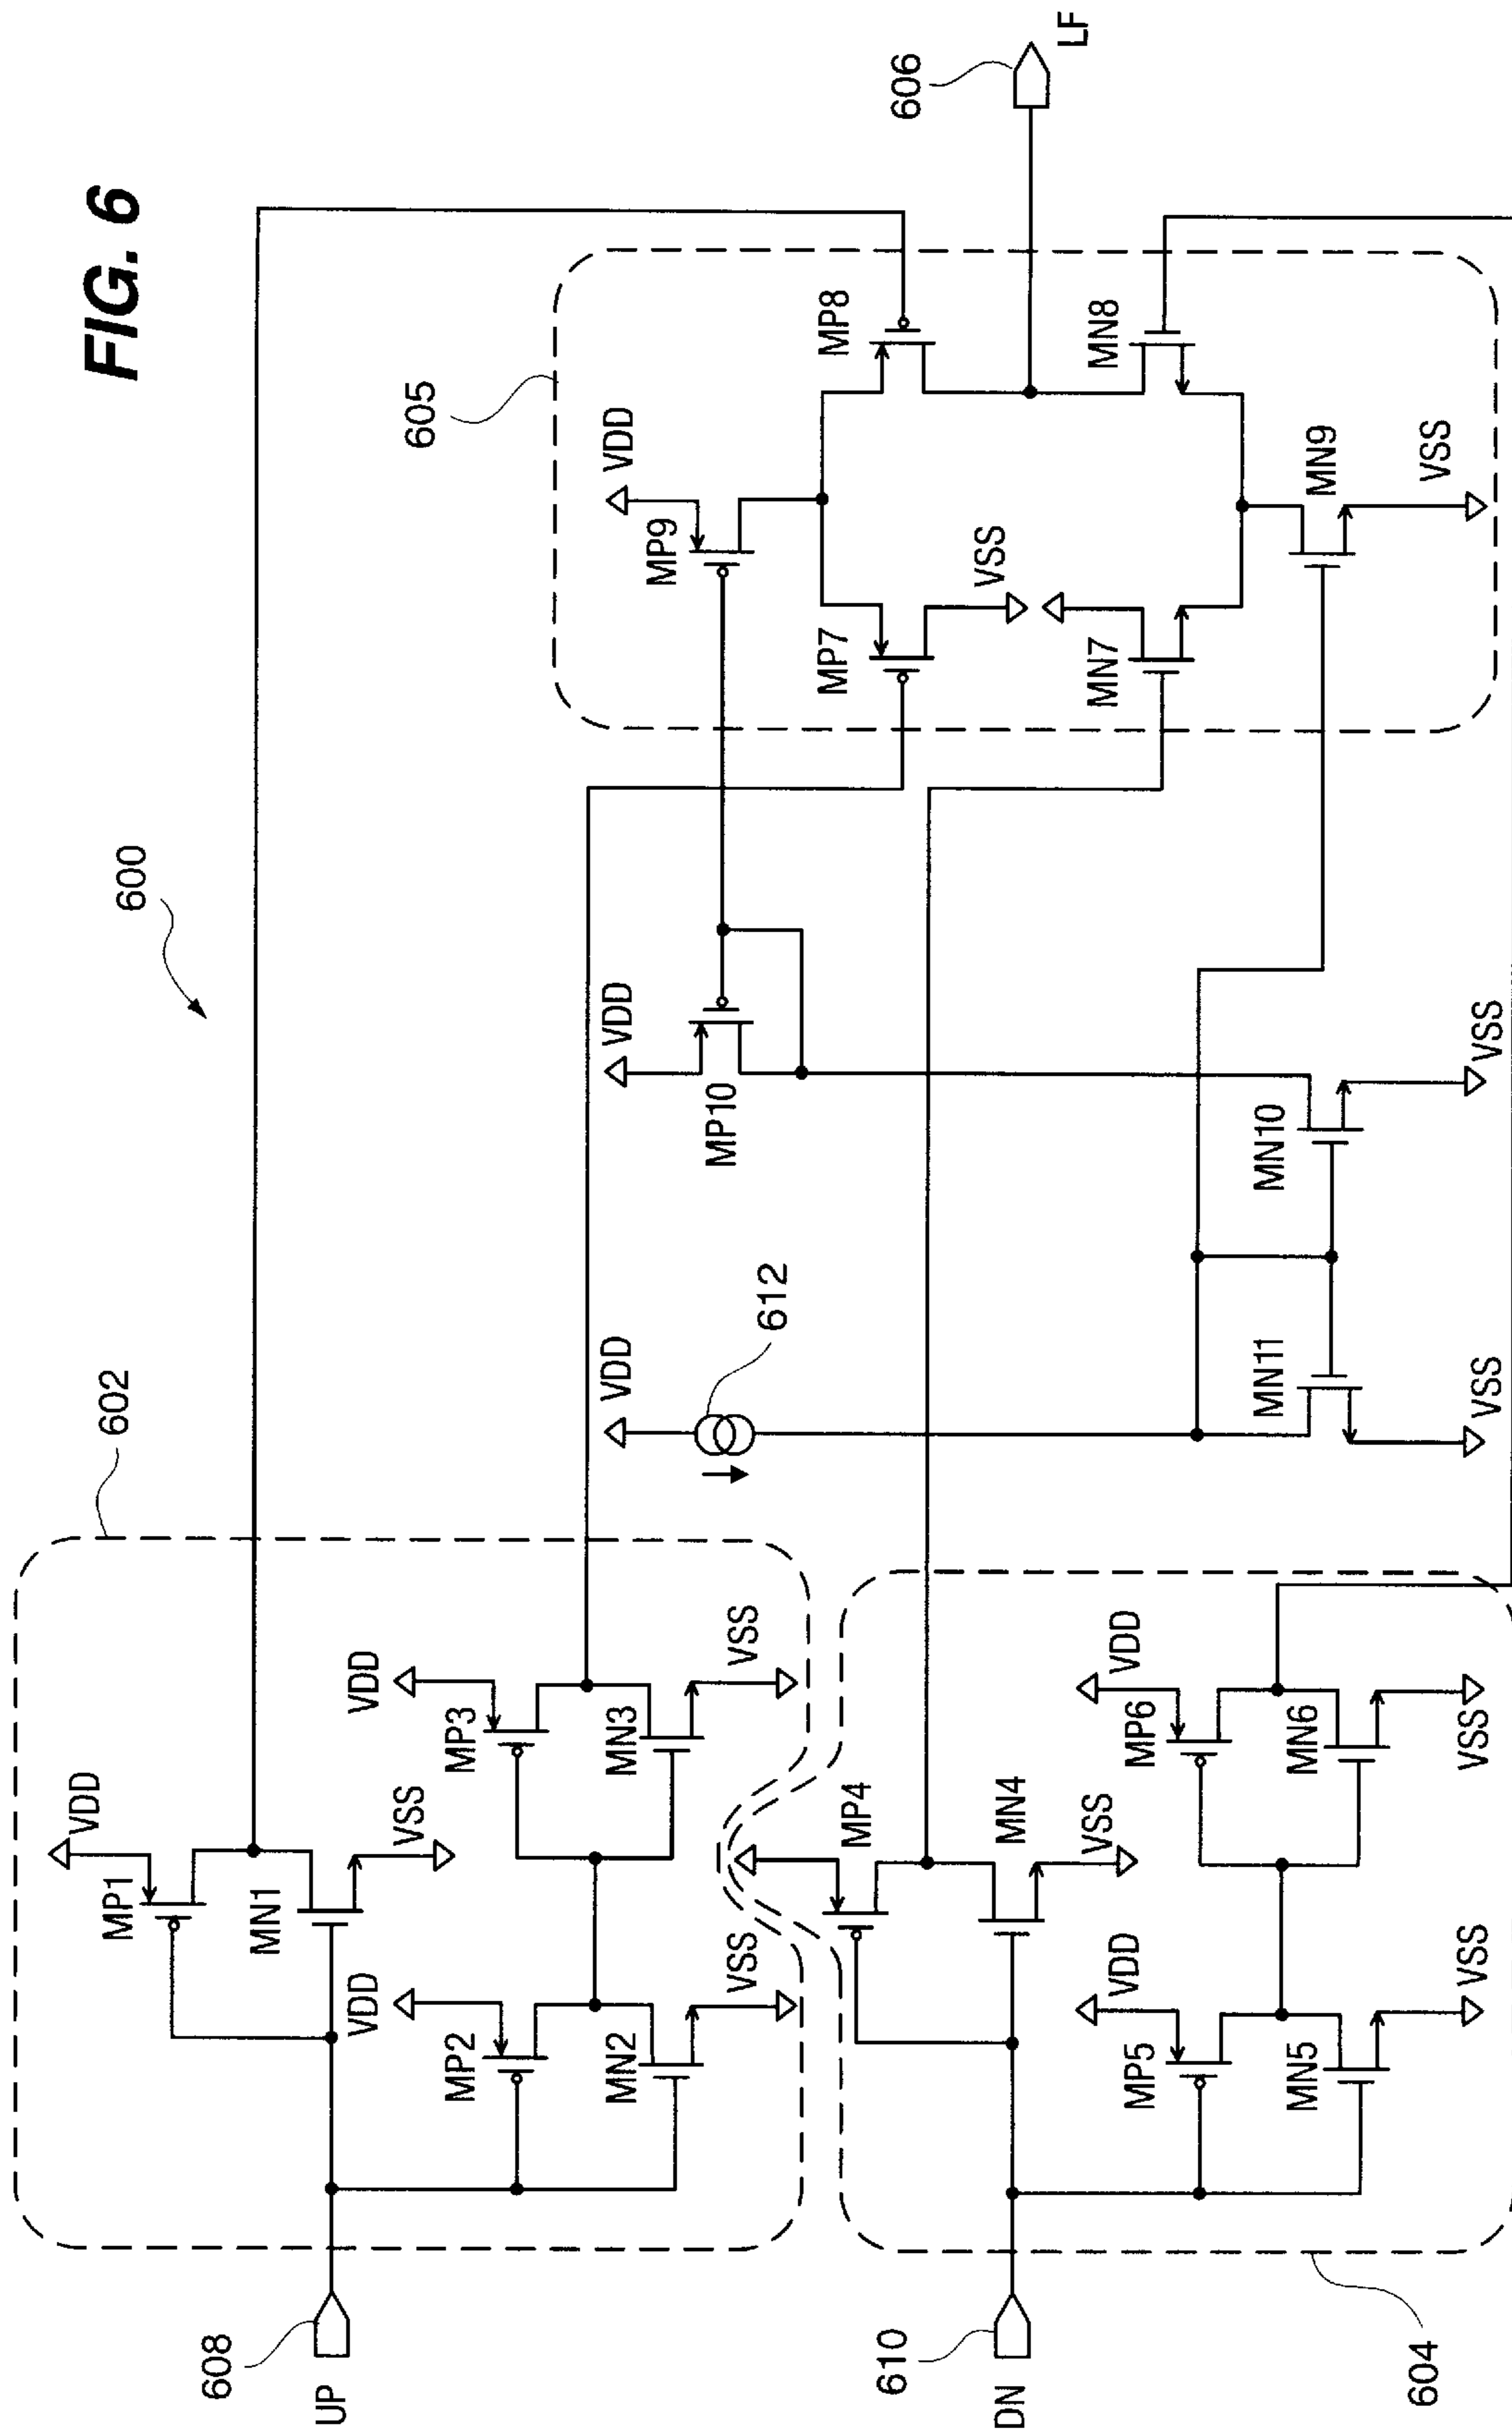 FIG. 6
600
602
VDD
MP1
MN1
VSS
VDD
MP2
MN2
VSS
VDD
MP3
MN3
VSS
608
UP
VDD
612
VDD
MP10
MN11
VSS
MN10
VSS
605
VDD
MP9
MP7
VSS
MP8
MN7
MN8
MN9
VSS
606
LF
610
DN
MP4
MN4
VSS
VDD
MP5
MN5
VSS
VDD
MP6
MN6
VSS
604